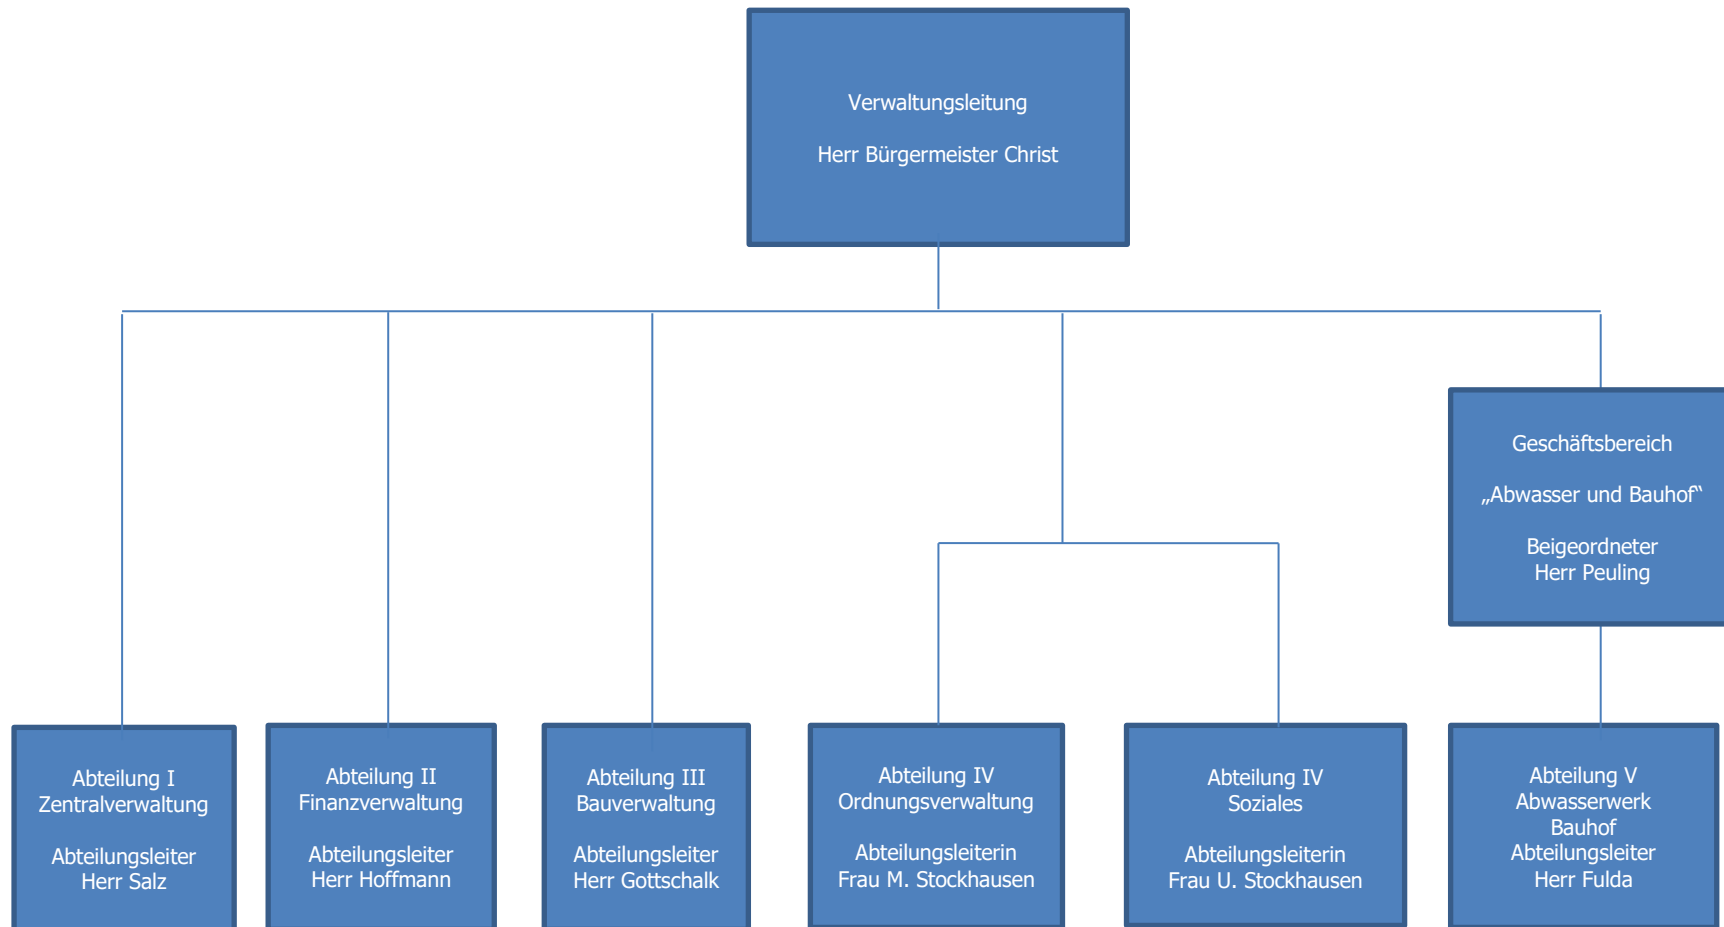 Verwaltungsleitung
Herr Bürgermeister Christ
Geschäftsbereich
„Abwasser und Bauhof“
Beigeordneter
Herr Peuling
Abteilung I
Zentralverwaltung
Abteilungsleiter
Herr Salz
Abteilung II
Finanzverwaltung
Abteilungsleiter
Herr Hoffmann
Abteilung III
Bauverwaltung
Abteilungsleiter
Herr Gottschalk
Abteilung IV
Ordnungsverwaltung
Abteilungsleiterin
Frau M. Stockhausen
Abteilung IV
Soziales
Abteilungsleiterin
Frau U. Stockhausen
Abteilung V
Abwasserwerk
Bauhof
Abteilungsleiter
Herr Fulda